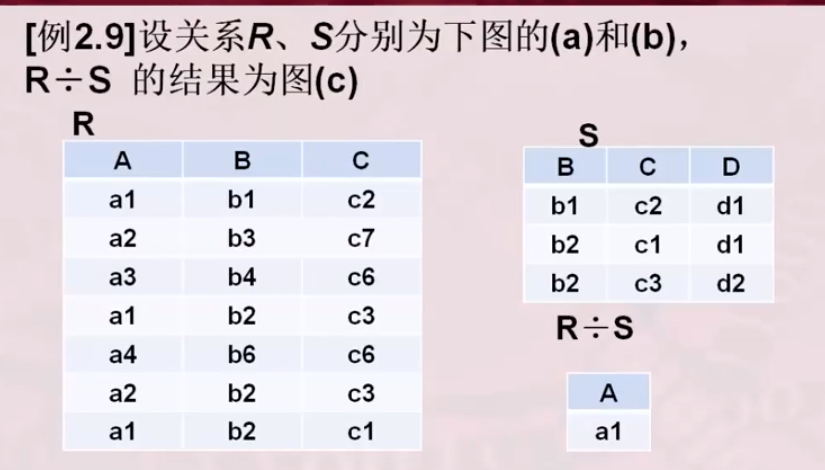 [例2.9]设关系R、S分别为下图的(a)和(b)，
R÷S 的结果为图(c)
R
A B C
a1 b1 c2
a2 b3 c7
a3 b4 c6
a1 b2 c3
a4 b6 c6
a2 b2 c3
a1 b2 c1
S
B C D
b1 c2 d1
b2 c1 d1
b2 c3 d2
R÷S
A
a1